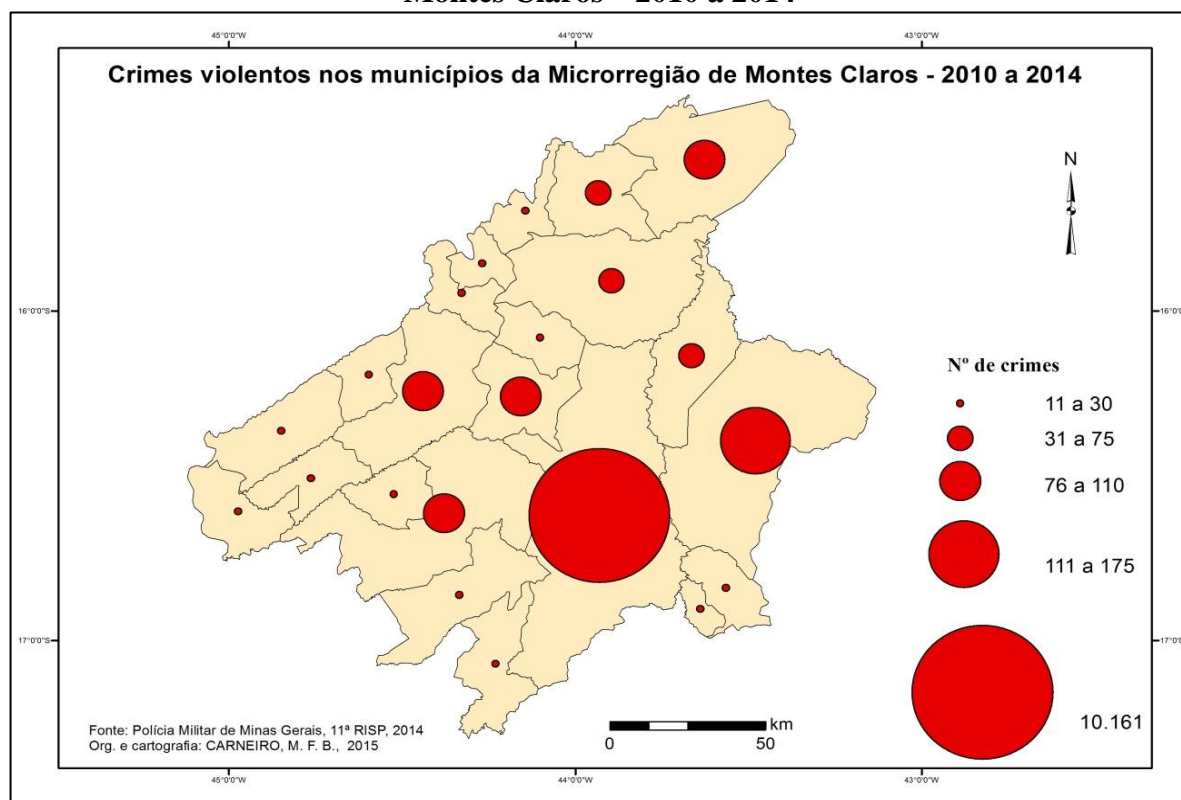 Montes Claros – 2010 a 2014
45°0'0"W 44°0'0"W 43°0'0"W
Crimes violentos nos municípios da Microrregião de Montes Claros - 2010 a 2014
N
16°0'0"S
Nº de crimes
11 a 30
31 a 75
76 a 110
111 a 175
17°0'0"S 17°0'0"S
10.161
Fonte: Polícia Militar de Minas Gerais, 11ª RISP, 2014
Org. e cartografia: CARNEIRO, M. F. B., 2015
km
0 50
45°0'0"W 44°0'0"W 43°0'0"W